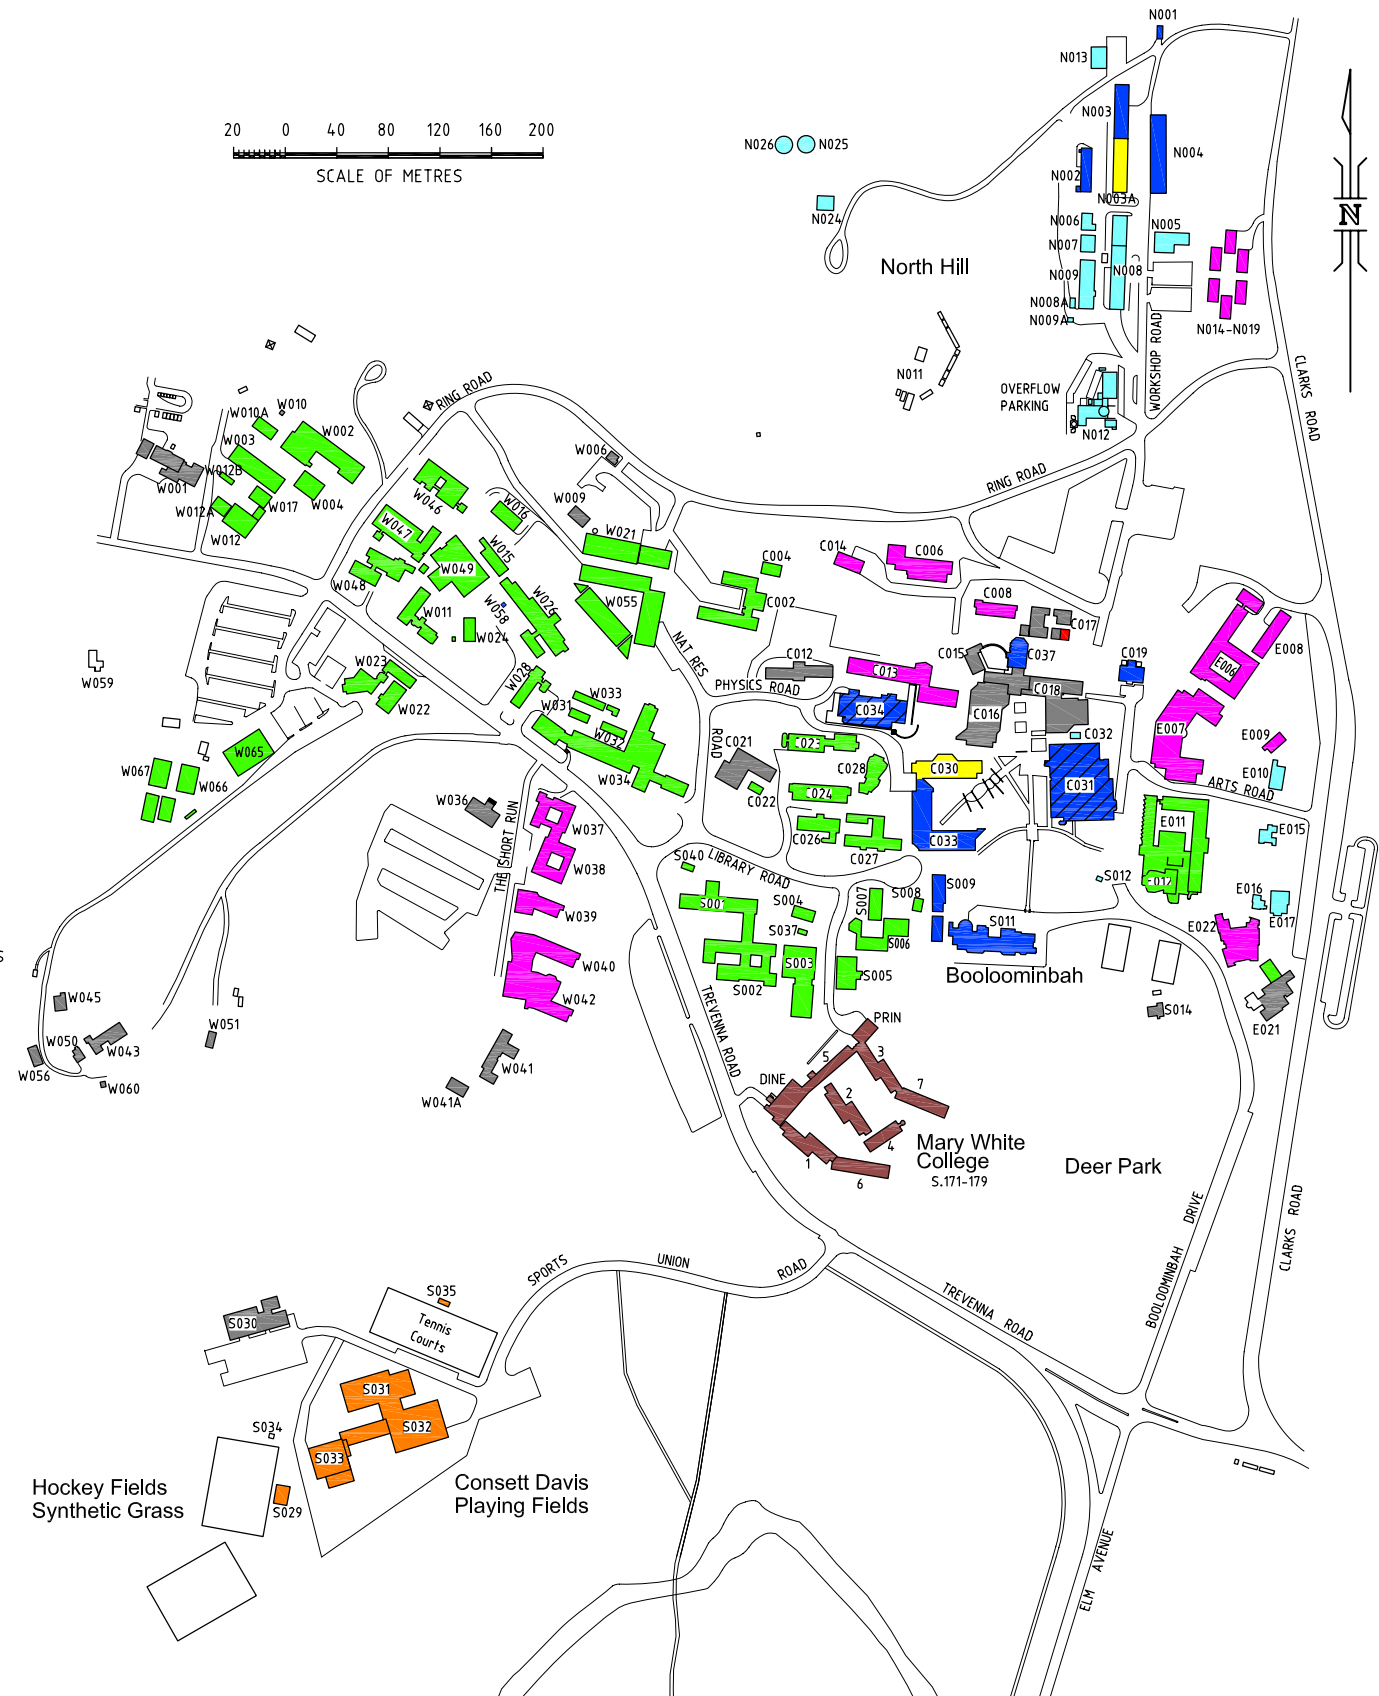 N001
N013
N003
20 0 40 80 120 160 200
SCALE OF METRES
N026
N025
N004
N002
N003A
N024
N006
N005
N007
N
North Hill
N009
N008
N008A
N009A
N014-N019
WORKSHOP ROAD
CLARKS ROAD
N011
OVERFLOW
PARKING
N012
RING ROAD
W010
W010A
W002
W003
W012B
W001
W004
W017
W012A
W012
W006
W009
RING ROAD
W046
W016
W047
W021
W015
W049
W048
W026
W055
W011
W058
W024
C004
C002
C014
C006
C008
C017
C015
C037
C019
E006
E008
W059
W023
W022
W028
NAT RES
ROAD
PHYSICS ROAD
C012
C013
C018
C034
C016
C032
E007
E009
W031
W033
W032
W034
W065
W067
W066
C021
C022
C023
C028
C024
C030
C031
E010
ARTS ROAD
W036
THE SHORT RUN
W037
W038
C026
C027
C033
E011
E015
E012
S040
LIBRARY ROAD
S012
W039
S001
S004
S007
S008
S009
E016
E017
S037
S006
S011
E022
W040
S003
S005
S002
Booloominbah
W042
W045
W050
W043
W051
W056
W060
W041
W041A
S014
E021
TREVENNA ROAD
PRIN
5
3
DINE
2
7
4
1
6
Mary White
College
S.171-179
Deer Park
BOOLOOMINBAH DRIVE
CLARKS ROAD
SPORTS UNION ROAD
TREVENNA ROAD
S035
Tennis
Courts
S030
S031
S032
S034
S033
S029
Hockey Fields
Synthetic Grass
Consett Davis
Playing Fields
ELM AVENUE
S